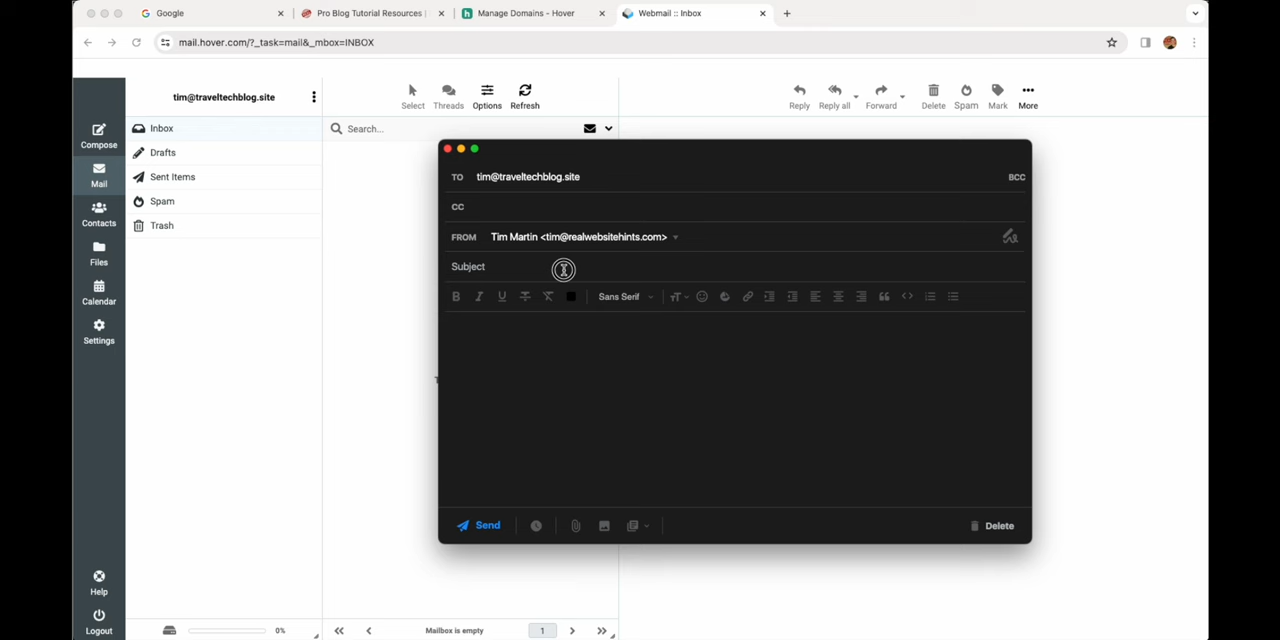 Google
Pro Blog Tutorial Resources |
Manage Domains - Hover
Webmail :: Inbox
mail.hover.com/?_task=mail&_mbox=INBOX
tim@traveltechblog.site
Select
Threads
Options
Refresh
Reply
Reply all
Forward
Delete
Spam
Mark
More
Compose
Mail
Contacts
Files
Calendar
Settings
Help
Logout
Inbox
Drafts
Sent Items
Spam
Trash
0%
Search...
Mailbox is empty
1
TO tim@traveltechblog.site
BCC
CC
FROM Tim Martin <tim@realwebsitehints.com>
Subject
Sans Serif
Send
Delete